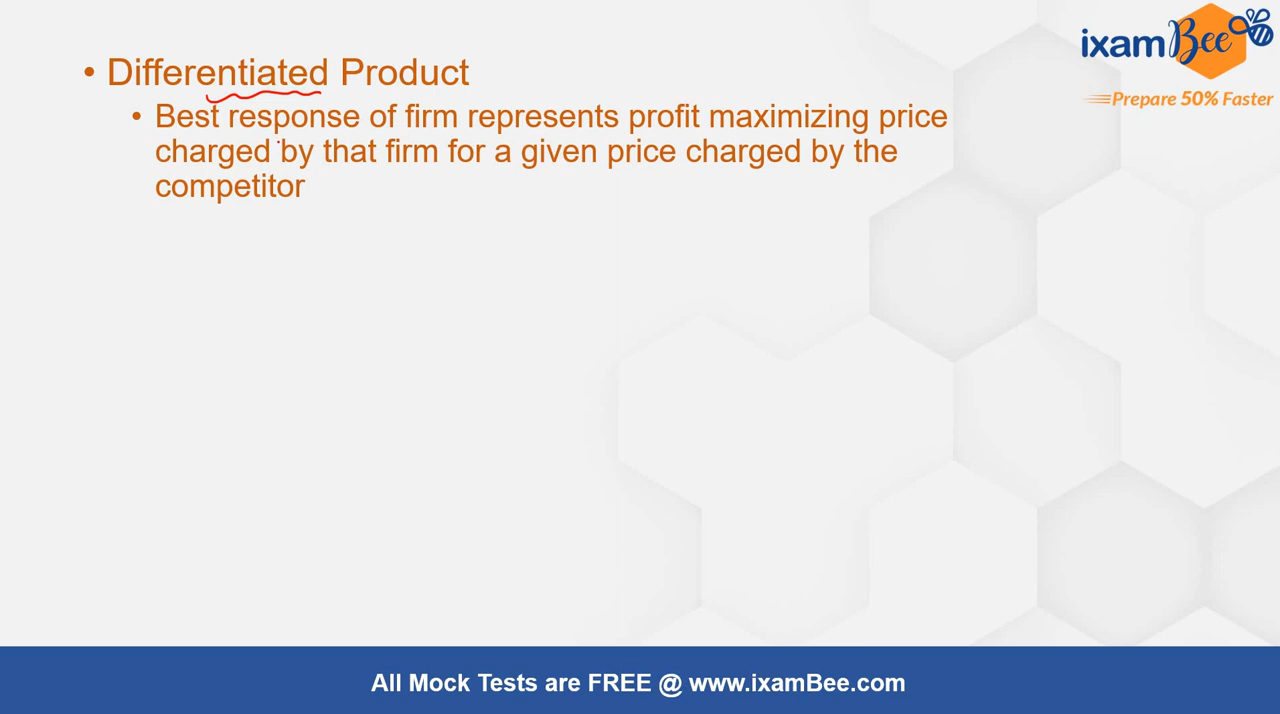 ixamBee
Prepare 50% Faster
• Differentiated Product
• Best response of firm represents profit maximizing price
charged by that firm for a given price charged by the
competitor
All Mock Tests are FREE @ www.ixamBee.com